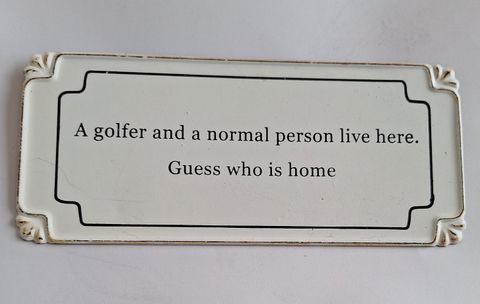 A golfer and a normal person live here.
Guess who is home